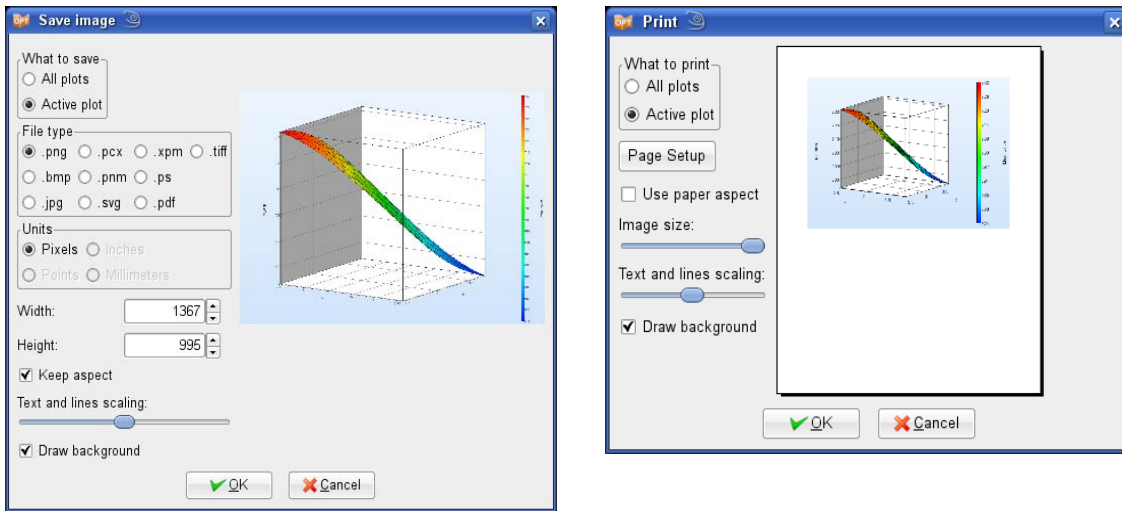 Save image
What to save
All plots
Active plot
File type
.png .pcx .xpm .tiff
.bmp .pnm .ps
.jpg .svg .pdf
Units
Pixels Inches
Points Millimeters
Width: 1367
Height: 995
Keep aspect
Text and lines scaling:
Draw background
OK Cancel
Print
What to print
All plots
Active plot
Page Setup
Use paper aspect
Image size:
Text and lines scaling:
Draw background
OK Cancel